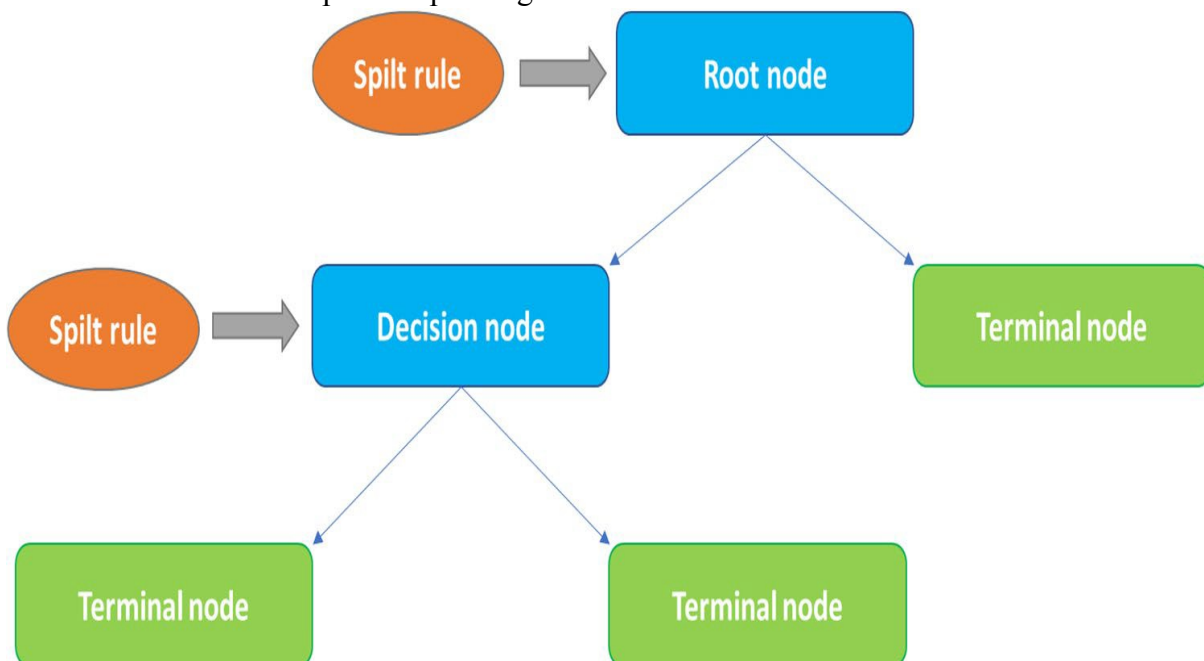 Spilt rule
Root node
Spilt rule
Decision node
Terminal node
Terminal node
Terminal node